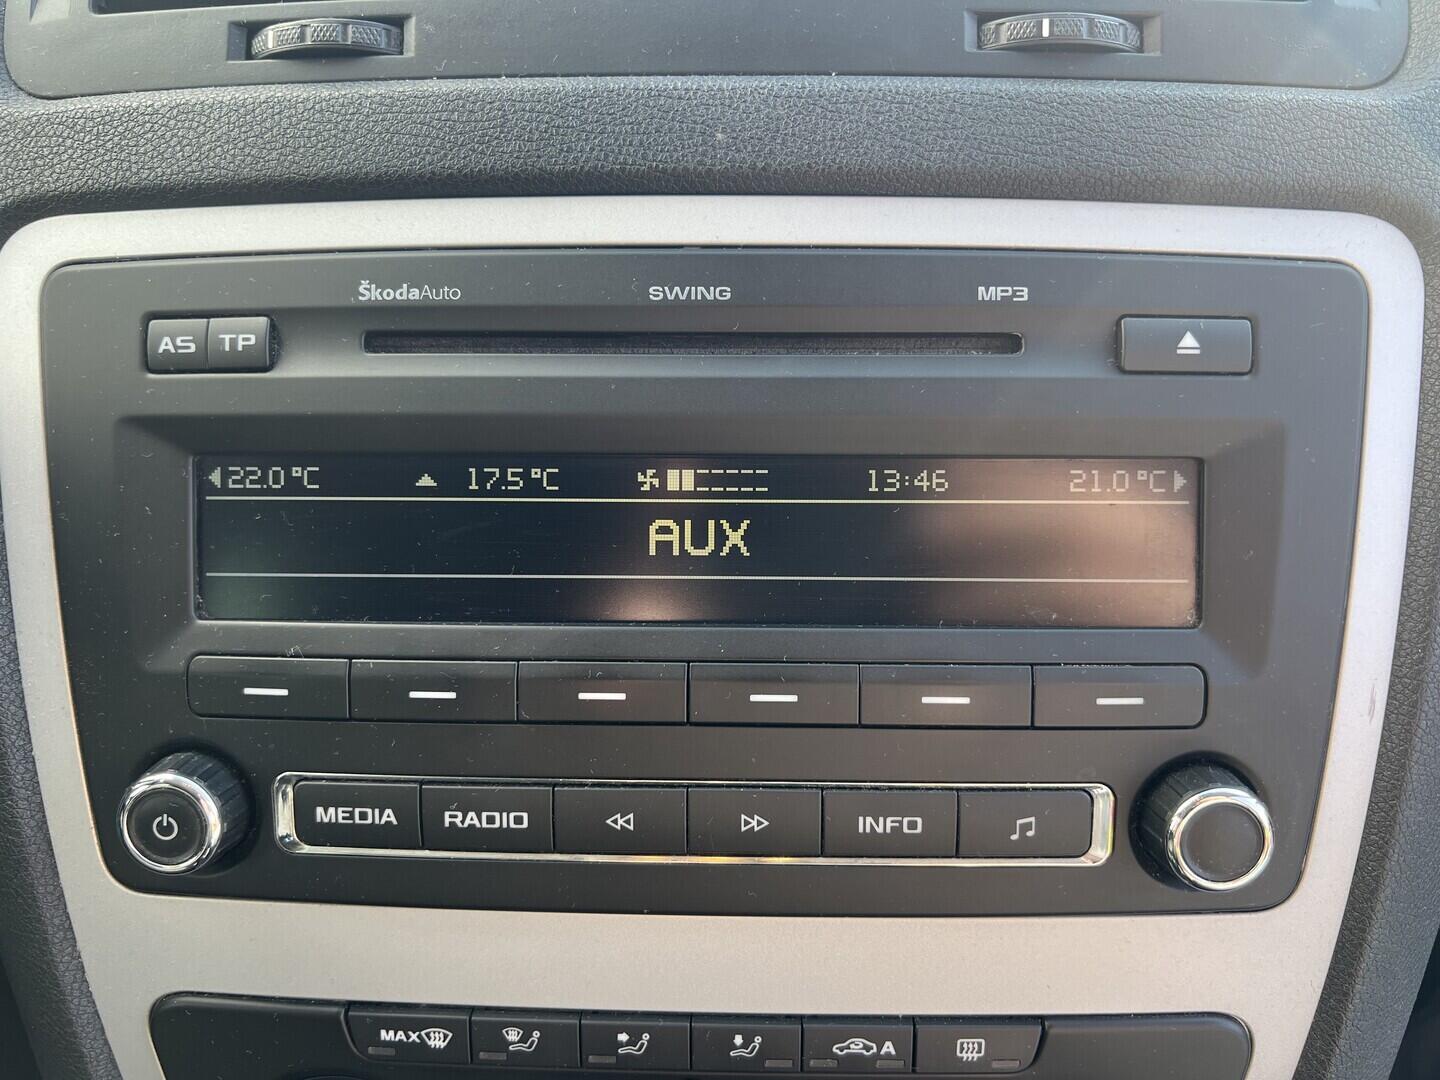 ŠkodaAuto SWING MP3
AS TP
22.0°C 17.5°C 13:46 21.0°C
AUX
MEDIA RADIO INFO
MAX A